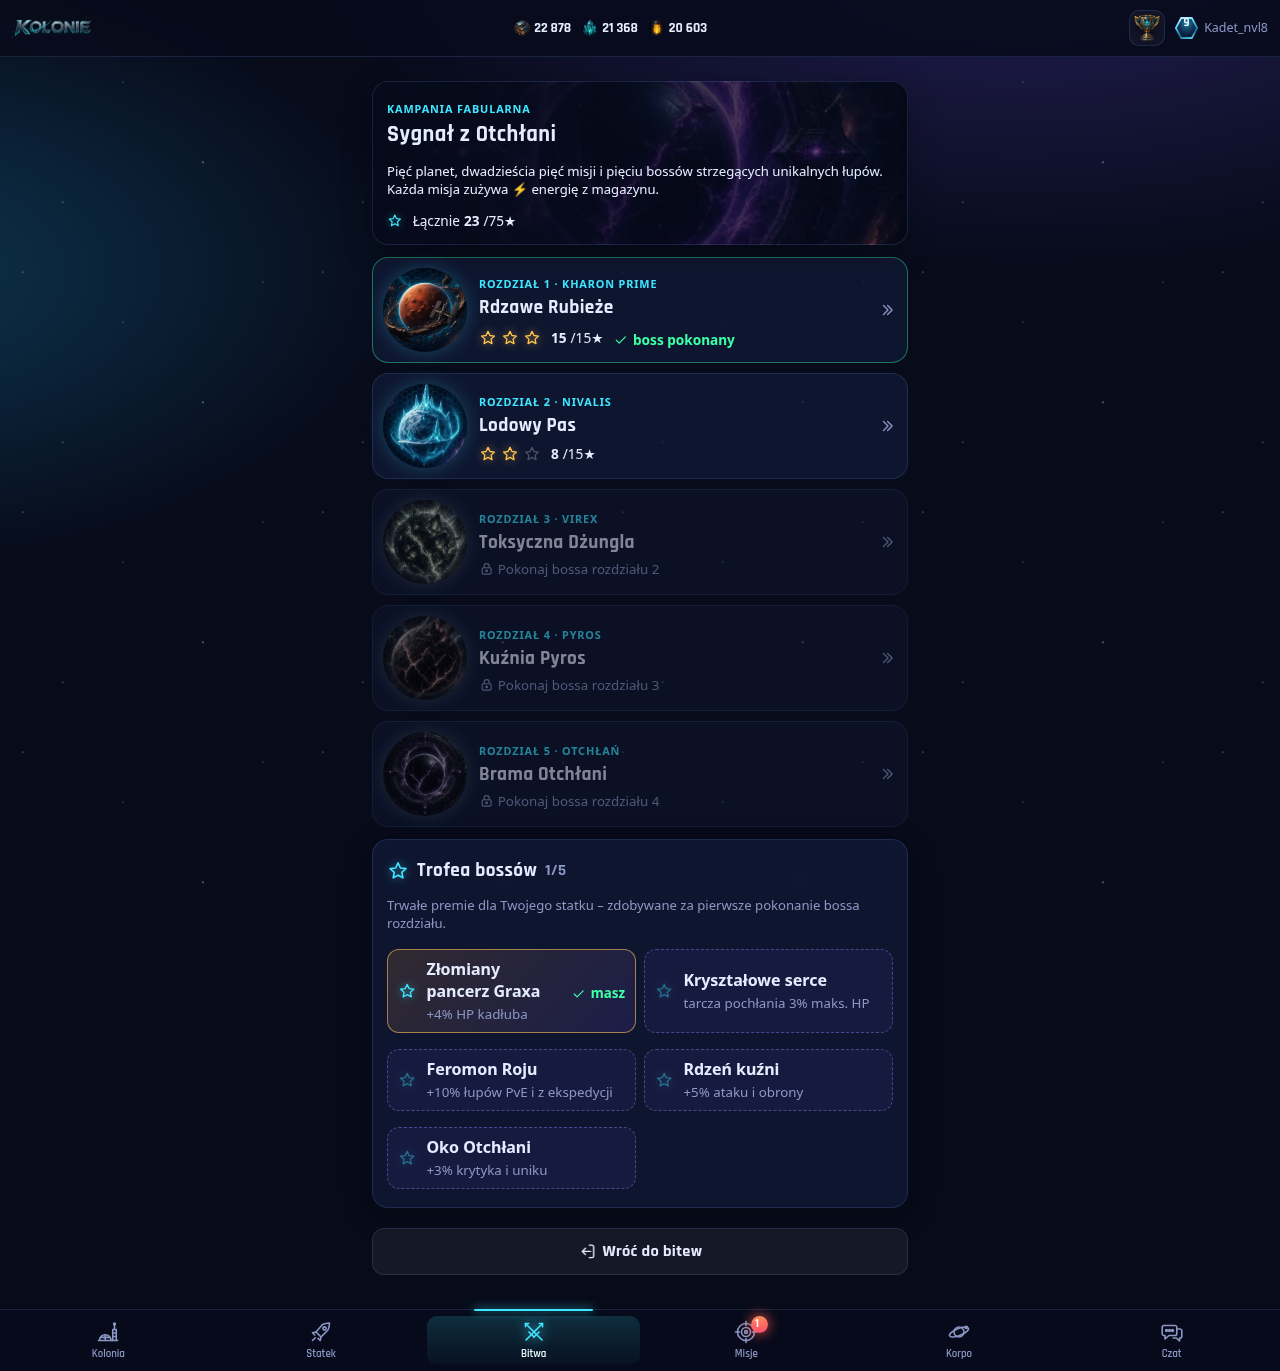 KOLONIE
22 878 21 368 20 603
9 Kadet_nvl8
KAMPANIA FABULARNA
Sygnał z Otchłani
Pięć planet, dwadzieścia pięć misji i pięciu bossów strzegących unikalnych łupów.
Każda misja zużywa ⚡ energię z magazynu.
Łącznie 23 /75★
ROZDZIAŁ 1 · KHARON PRIME
Rdzawe Rubieże
15 /15★ ✓ boss pokonany
ROZDZIAŁ 2 · NIVALIS
Lodowy Pas
8 /15★
ROZDZIAŁ 3 · VIREX
Toksyczna Dżungla
Pokonaj bossa rozdziału 2
ROZDZIAŁ 4 · PYROS
Kuźnia Pyros
Pokonaj bossa rozdziału 3
ROZDZIAŁ 5 · OTCHŁAŃ
Brama Otchłani
Pokonaj bossa rozdziału 4
Trofea bossów 1/5
Trwałe premie dla Twojego statku – zdobywane za pierwsze pokonanie bossa
rozdziału.
Złomiany
pancerz Graxa
+4% HP kadłuba
✓ masz
Kryształowe serce
tarcza pochłania 3% maks. HP
Feromon Roju
+10% łupów PvE i z ekspedycji
Rdzeń kuźni
+5% ataku i obrony
Oko Otchłani
+3% krytyka i uniku
Wróć do bitew
Kolonia
Statek
Bitwa
1
Misje
Korpo
Czat